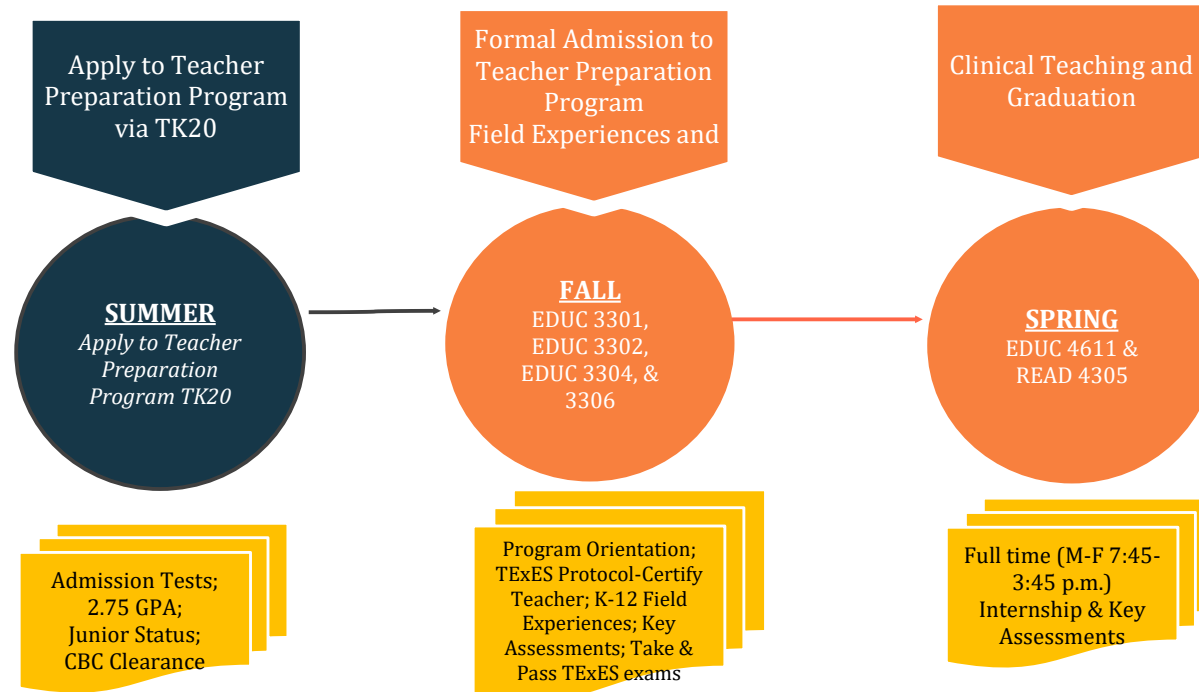 Apply to Teacher
Preparation Program
via TK20
Formal Admission to
Teacher Preparation
Program
Field Experiences and
Clinical Teaching and
Graduation
SUMMER
Apply to Teacher
Preparation
Program TK20
FALL
EDUC 3301,
EDUC 3302,
EDUC 3304, &
3306
SPRING
EDUC 4611 &
READ 4305
Admission Tests;
2.75 GPA;
Junior Status;
CBC Clearance
Program Orientation;
TExES Protocol-Certify
Teacher; K-12 Field
Experiences; Key
Assessments; Take &
Pass TExES exams
Full time (M-F 7:45-
3:45 p.m.)
Internship & Key
Assessments